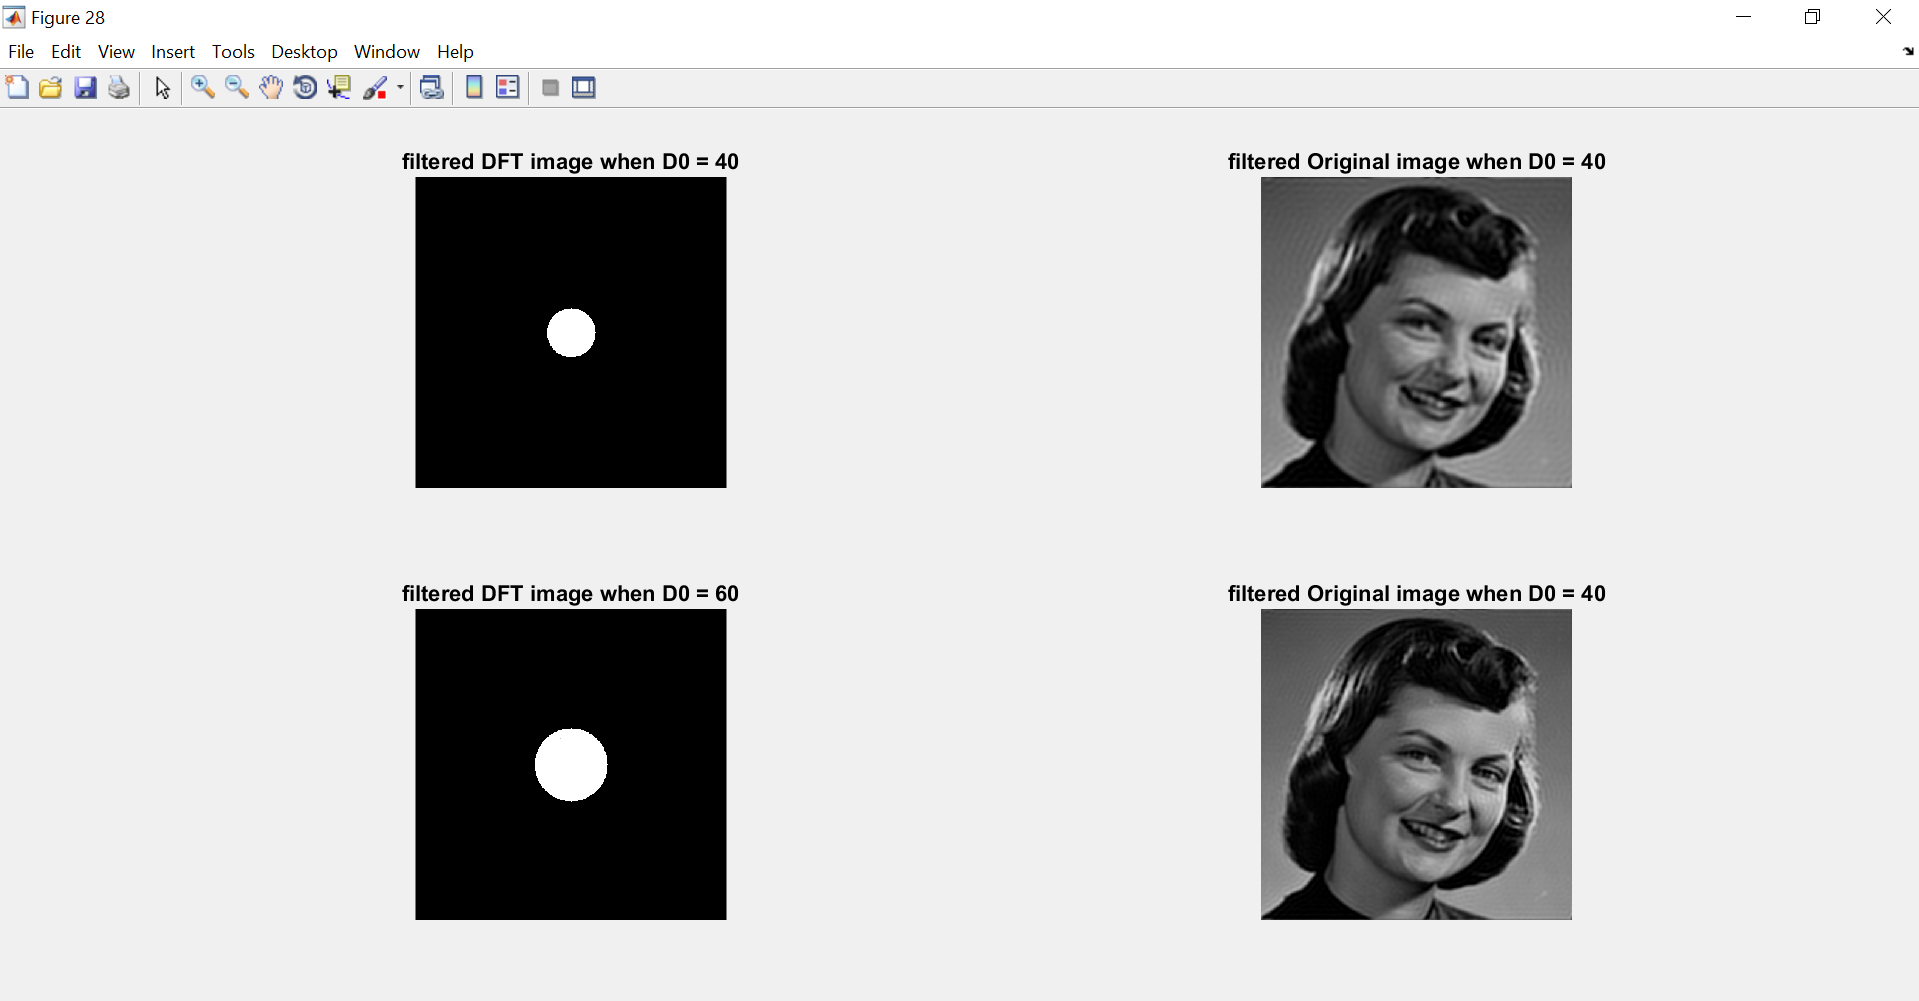 Figure 28
File Edit View Insert Tools Desktop Window Help
filtered DFT image when D0 = 40
filtered Original image when D0 = 40
filtered DFT image when D0 = 60
filtered Original image when D0 = 40